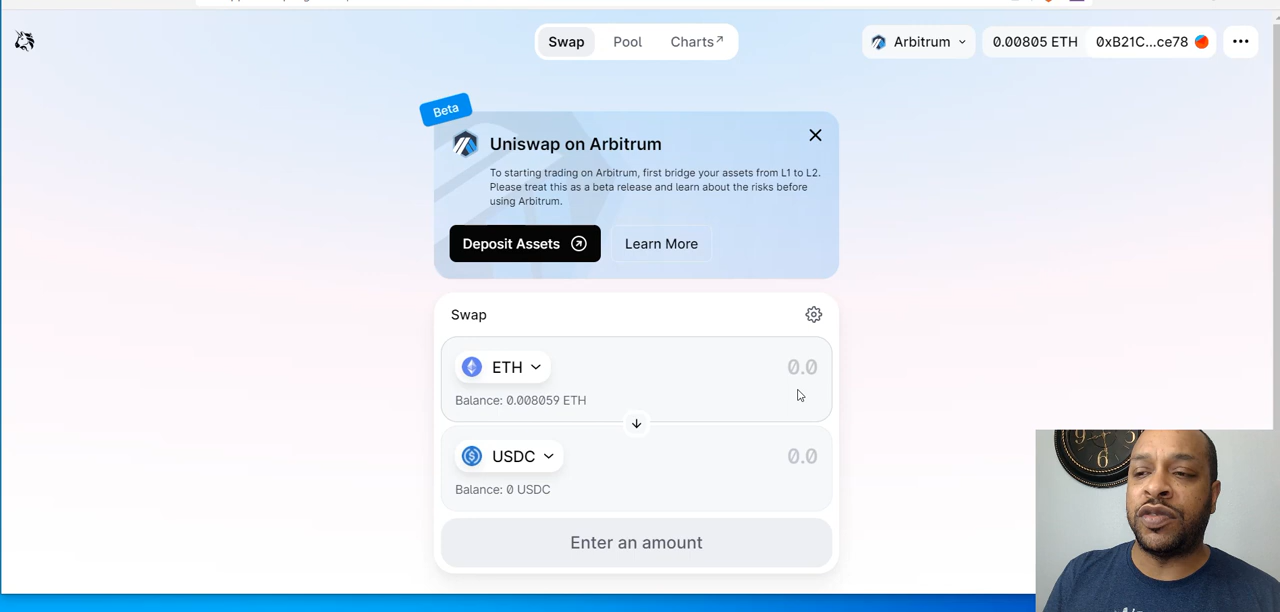 Swap Pool Charts↗ Arbitrum 0.00805 ETH 0xB21C...ce78
Beta
Uniswap on Arbitrum
To starting trading on Arbitrum, first bridge your assets from L1 to L2.
Please treat this as a beta release and learn about the risks before
using Arbitrum.
Deposit Assets Learn More
Swap
ETH 0.0
Balance: 0.008059 ETH
USDC 0.0
Balance: 0 USDC
Enter an amount
6